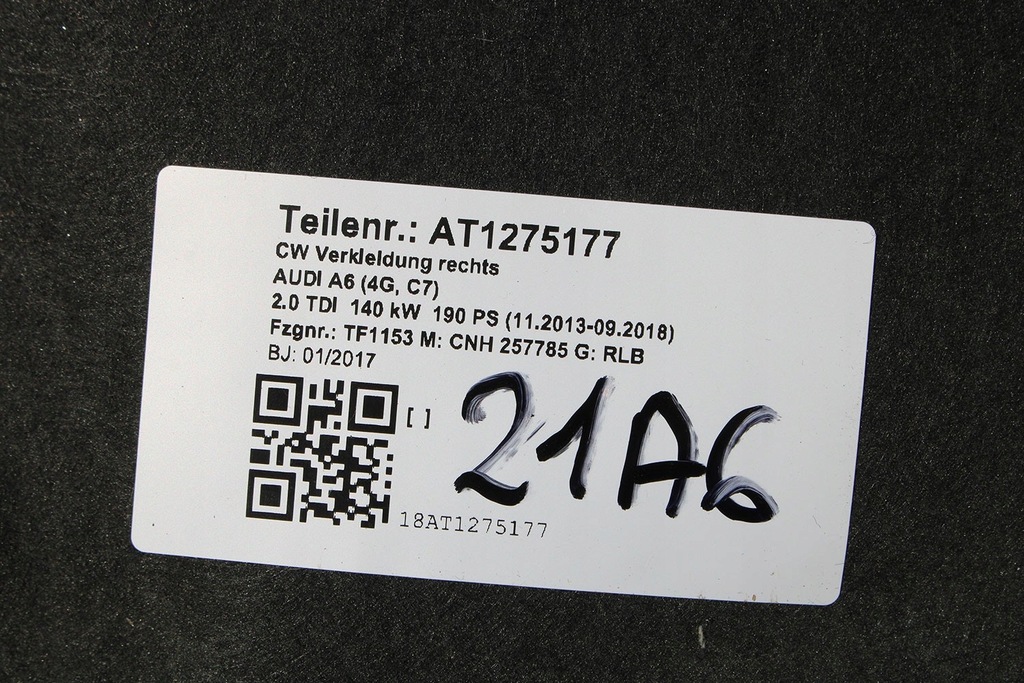 Teilenr.: AT1275177
CW Verkleidung rechts
AUDI A6 (4G, C7)
2.0 TDI 140 kW 190 PS (11.2013-09.2018)
Fzgnr.: TF1153 M: CNH 257785 G: RLB
BJ: 01/2017
[ ]
21A6
18AT1275177